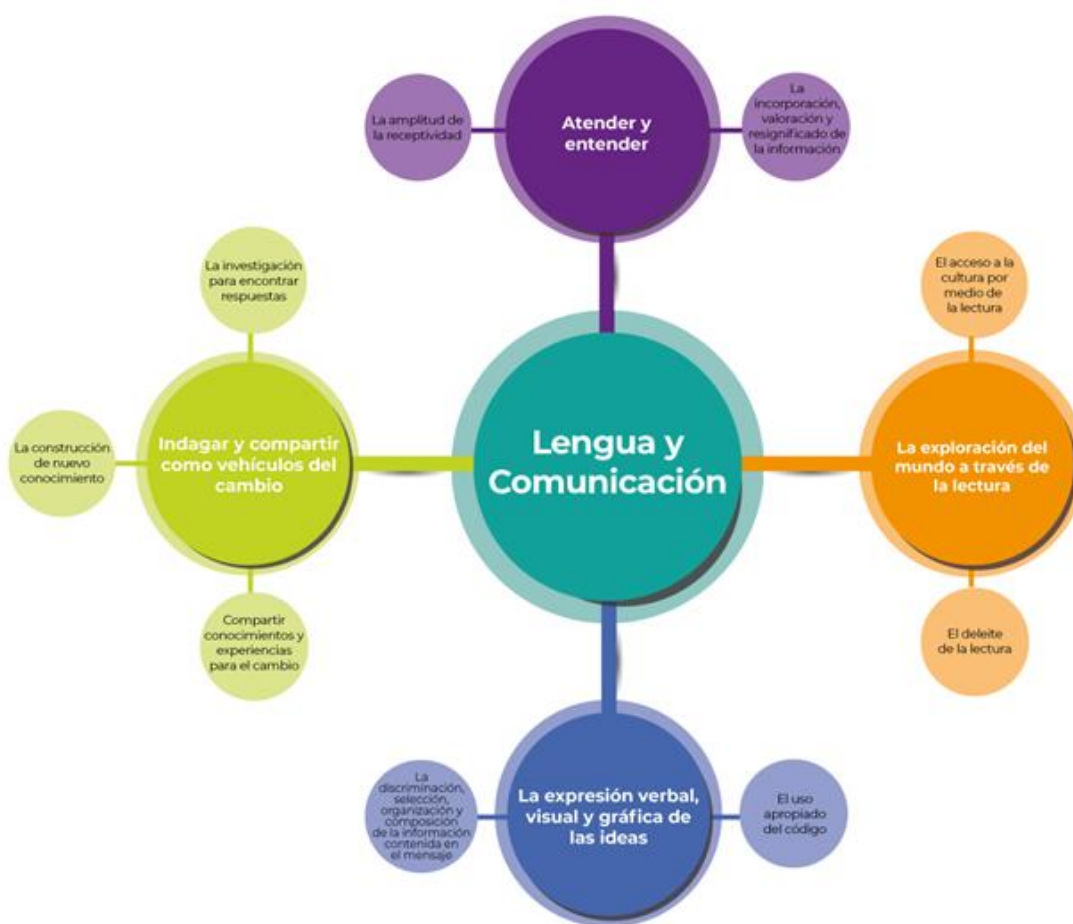 Atender y
entender
La amplitud de
la receptividad
La
incorporación,
valoración y
resignificado de
la información
La investigación
para encontrar
respuestas
La construcción
de nuevo
conocimiento
Indagar y compartir
como vehículos del
cambio
Compartir
conocimientos y
experiencias
para el cambio
Lengua y
Comunicación
El acceso a la
cultura por
medio de
la lectura
La exploración del
mundo a través de
la lectura
El deleite
de la lectura
La
discriminación,
selección,
organización y
composición
de la información
contenida en
el mensaje
La expresión verbal,
visual y gráfica de
las ideas
El uso
apropiado
del código